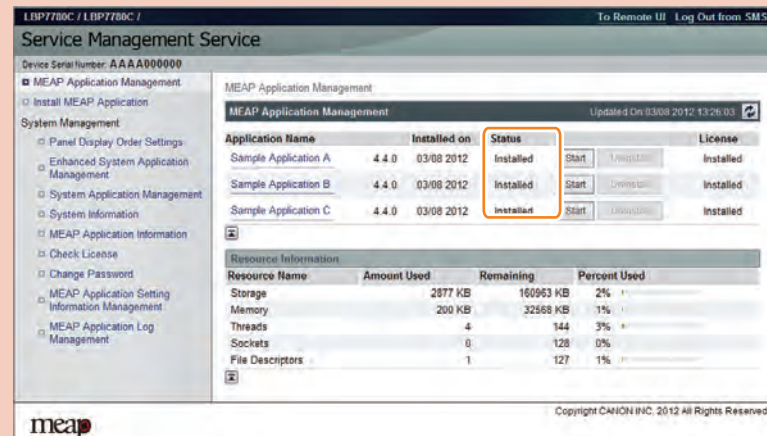 LBP7780C / LBP7780C /
To Remote UI Log Out from SMS
Service Management Service
Device Serial Number: AAAA000000
MEAP Application Management
Install MEAP Application
System Management
Panel Display Order Settings
Enhanced System Application
Management
System Application Management
System Information
MEAP Application Information
Check License
Change Password
MEAP Application Setting
Information Management
MEAP Application Log
Management
MEAP Application Management
MEAP Application Management Updated On:03/08 2012 13:26:03
Application Name Installed on Status License
Sample Application A 4.4.0 03/08 2012 Installed Start Uninstall Installed
Sample Application B 4.4.0 03/08 2012 Installed Start Uninstall Installed
Sample Application C 4.4.0 03/08 2012 Installed Start Uninstall Installed
Resource Information
Resource Name Amount Used Remaining Percent Used
Storage 2877 KB 160963 KB 2%
Memory 200 KB 32568 KB 1%
Threads 4 144 3%
Sockets 0 128 0%
File Descriptors 1 127 1%
Copyright CANON INC. 2012 All Rights Reserved
meap